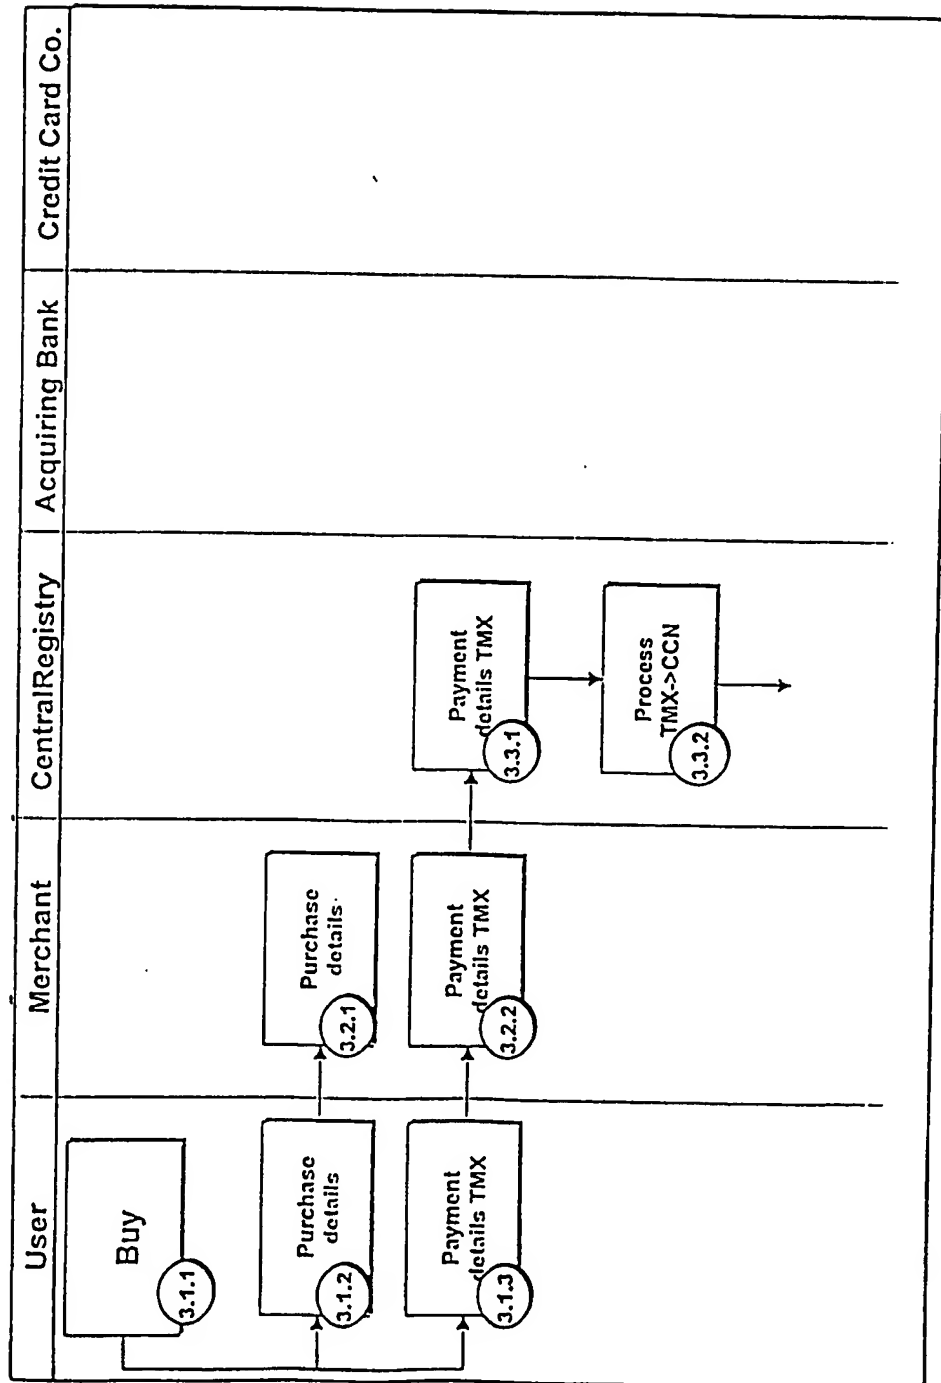 User
Merchant
CentralRegistry
Acquiring Bank
Credit Card Co.
Buy
3.1.1
Purchase
details
3.1.2
Purchase
details
3.2.1
Payment
details TMX
3.1.3
Payment
details TMX
3.2.2
Payment
details TMX
3.3.1
Process
TMX->CCN
3.3.2